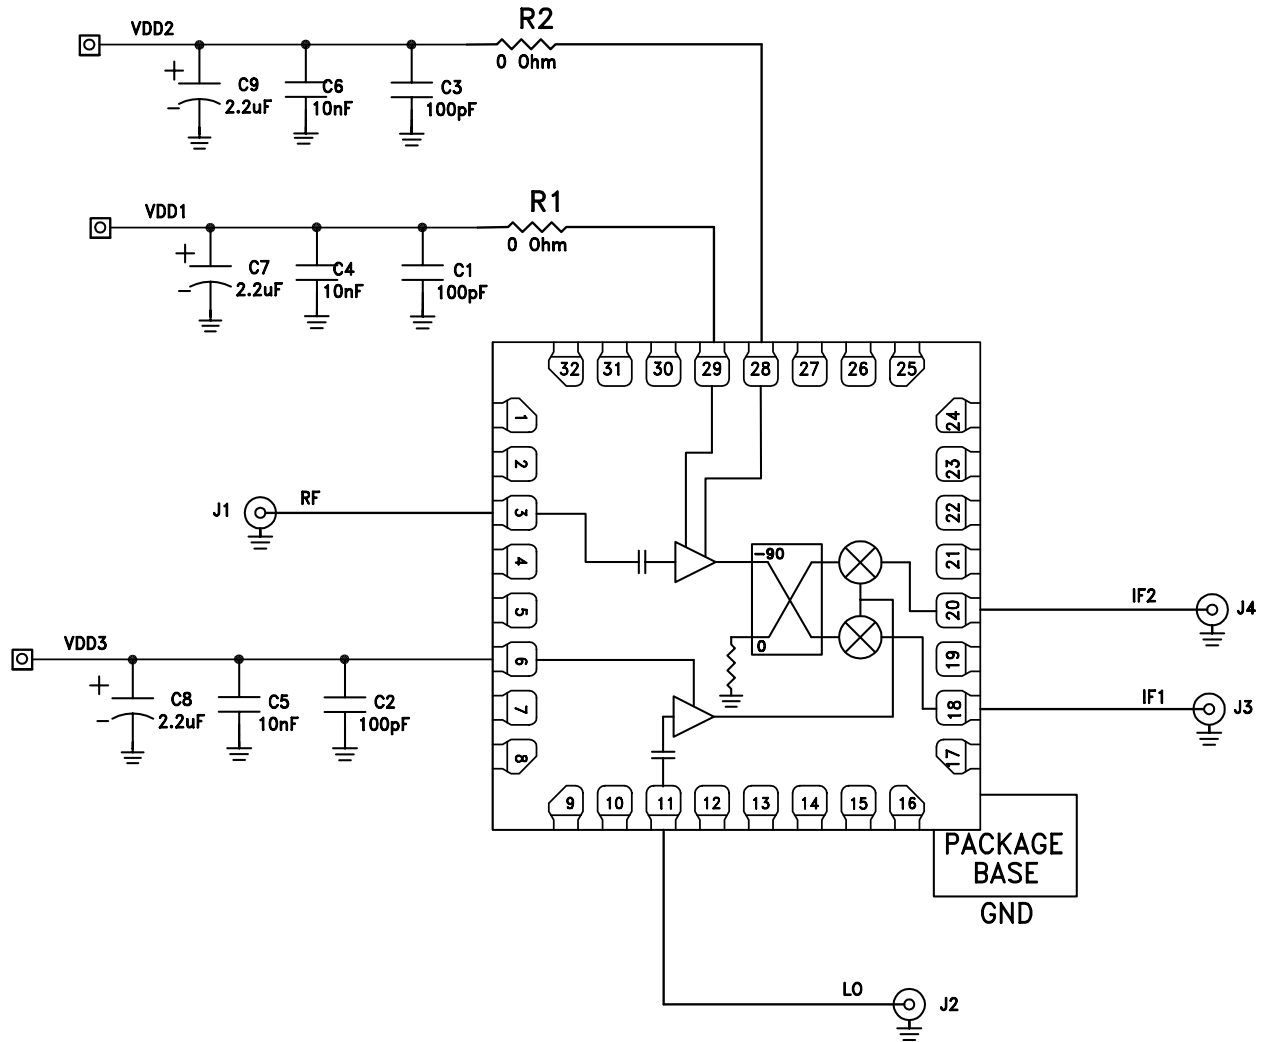 VDD2
R2
0 Ohm
+
C9
2.2uF
−
C6
10nF
C3
100pF
VDD1
R1
0 Ohm
+
C7
2.2uF
−
C4
10nF
C1
100pF
32 31 30 29 28 27 26 25
1
2
3
4
5
6
7
8
24
23
22
21
20
19
18
17
J1
RF
-90
0
IF2
J4
IF1
J3
VDD3
+
C8
2.2uF
−
C5
10nF
C2
100pF
9 10 11 12 13 14 15 16
PACKAGE
BASE
GND
LO
J2